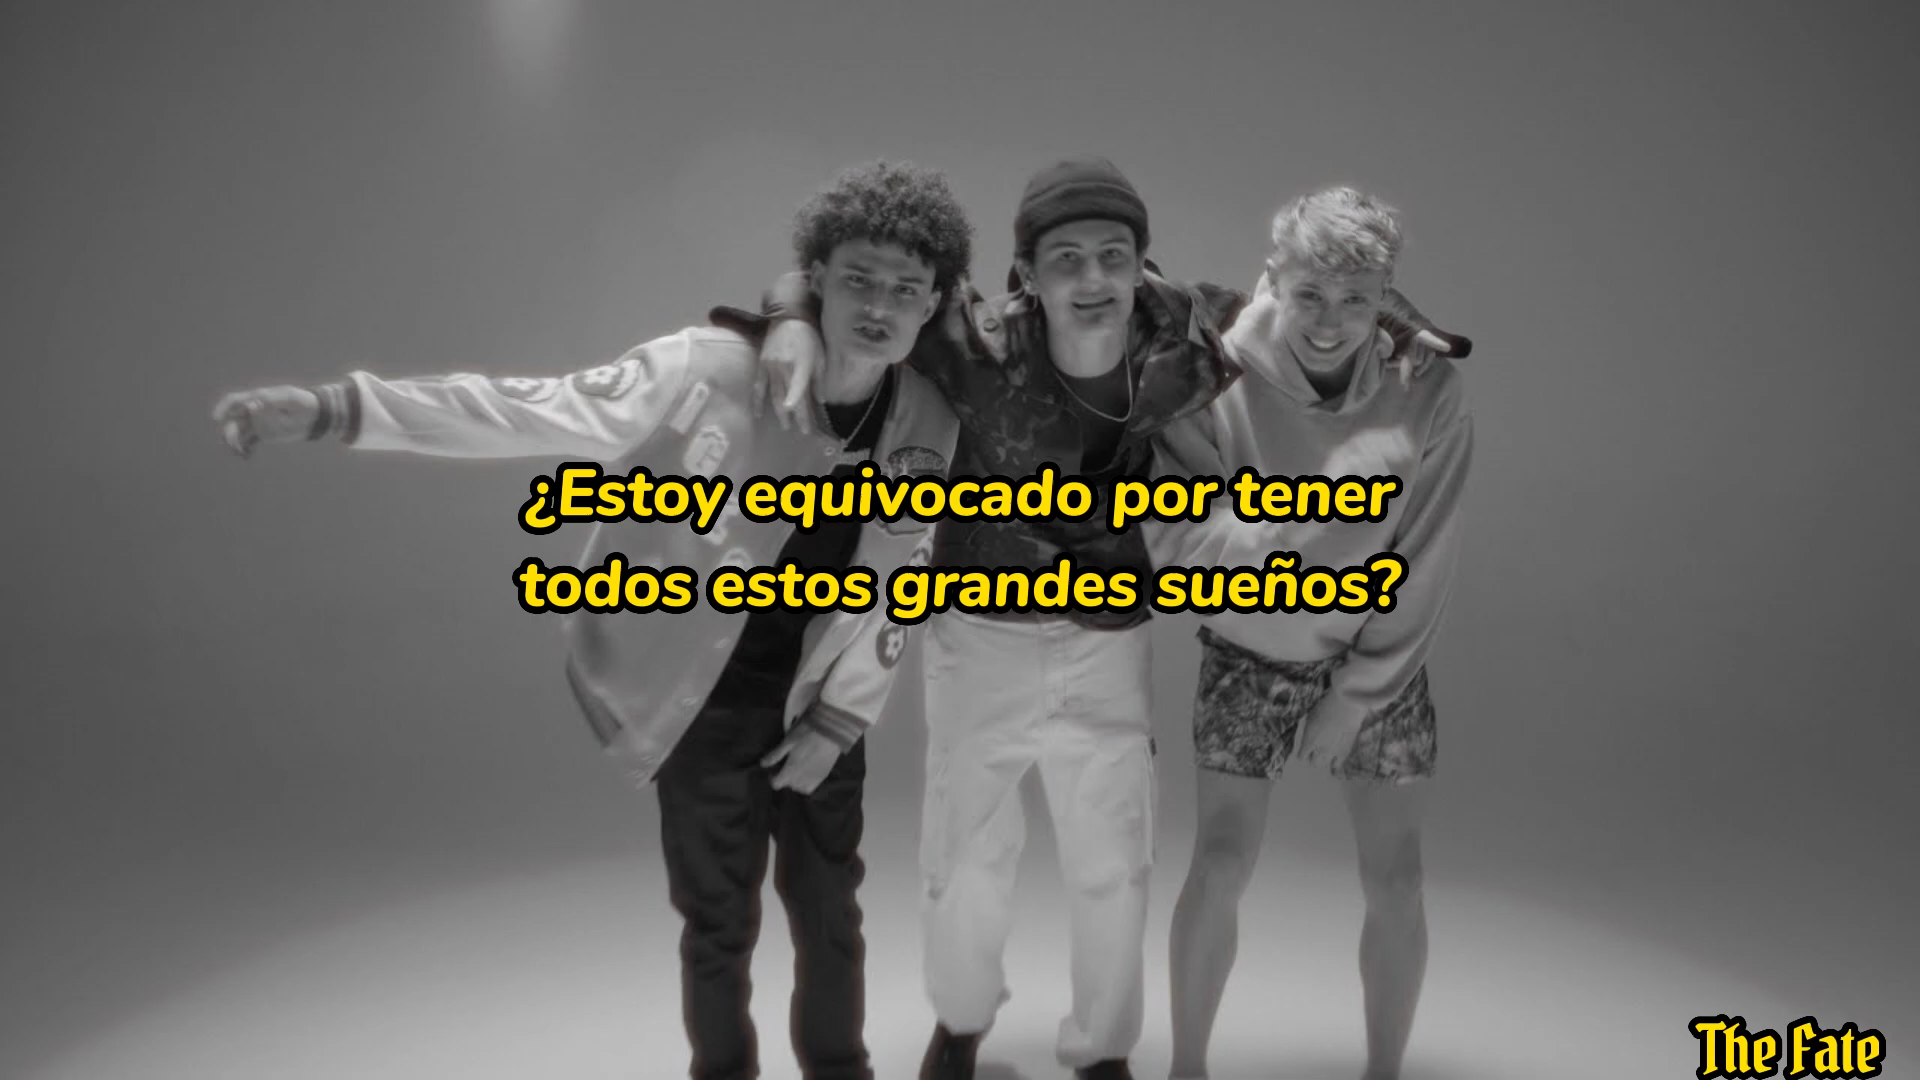 ¿Estoy equivocado por tener
todos estos grandes sueños?
The Fate